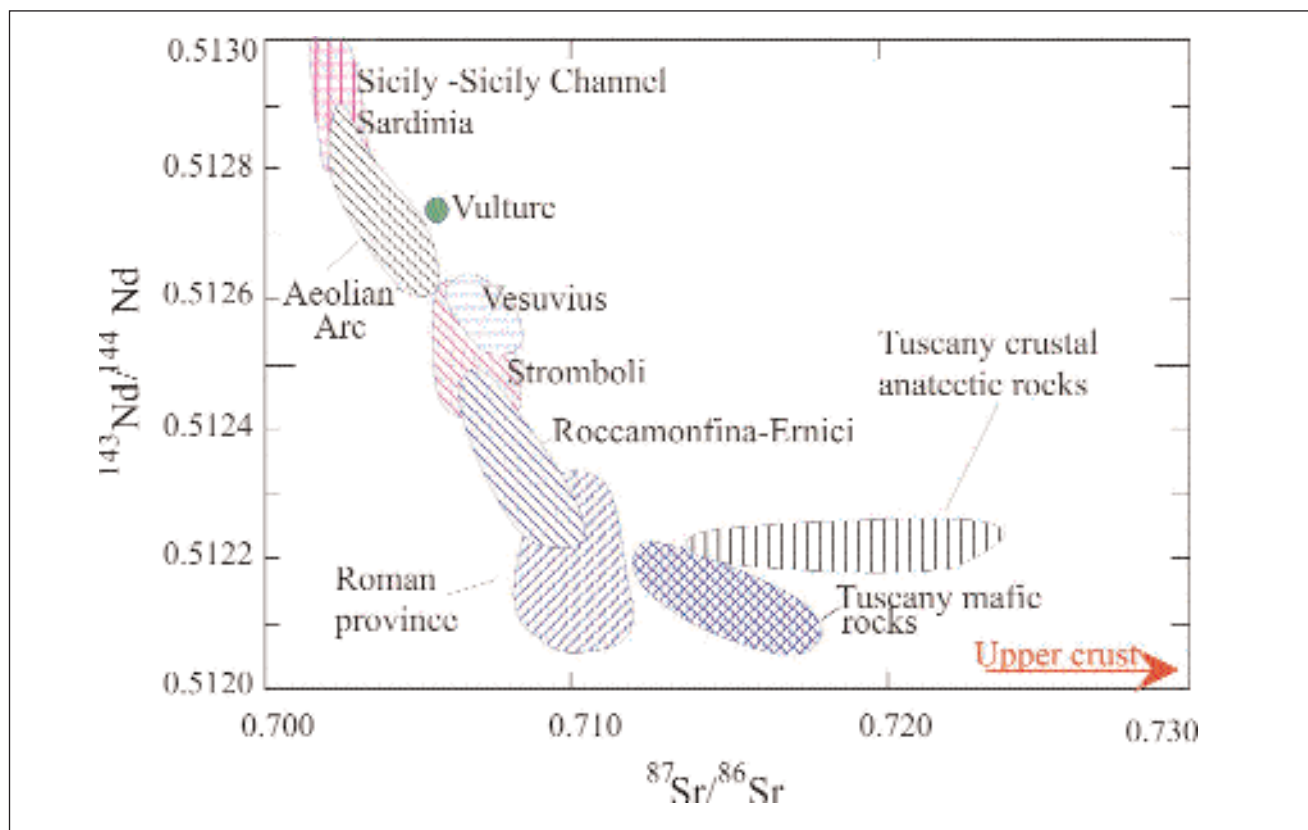 0.5130
Sicily -Sicily Channel
Sardinia
0.5128
Vulture
0.5126
Aeolian
Arc
Vesuvius
Tuscany crustal
anatectic rocks
Stromboli
0.5124
Roccamonfina-Ernici
143Nd/144 Nd
0.5122
Roman
province
Tuscany mafic
rocks
Upper crust
0.5120
0.700 0.710 0.720 0.730
87Sr/86Sr